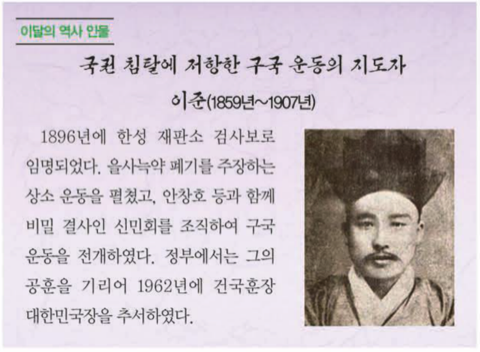 이달의 역사 인물
국권 침탈에 저항한 구국 운동의 지도자
이준(1859년~1907년)
1896년에 한성 재판소 검사보로
임명되었다. 을사늑약 폐기를 주장하는
상소 운동을 펼쳤고, 안창호 등과 함께
비밀 결사인 신민회를 조직하여 구국
운동을 전개하였다. 정부에서는 그의
공훈을 기리어 1962년에 건국훈장
대한민국장을 추서하였다.